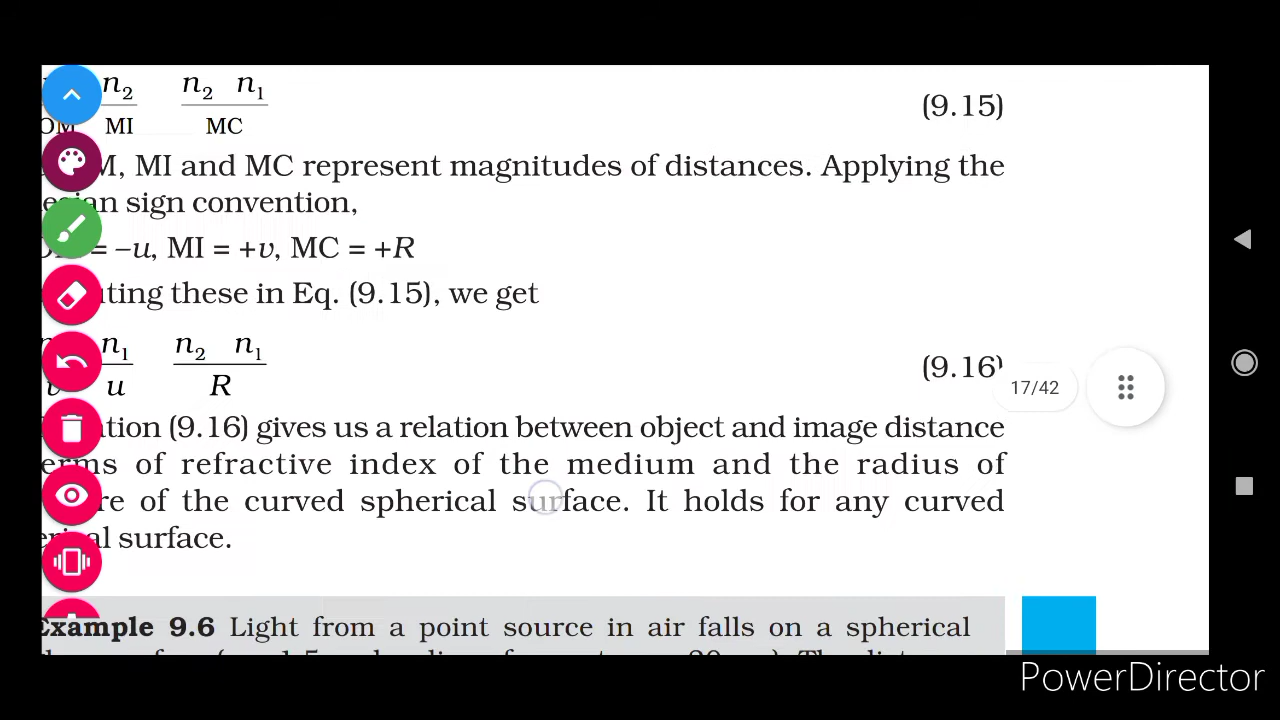 n₂ n₂ n₁ (9.15)
OM MI MC
M, MI and MC represent magnitudes of distances. Applying the
sign convention,
= –u, MI = +v, MC = +R
these in Eq. (9.15), we get
n₁ n₂ n₁ (9.16)
v u R
17/42
(9.16) gives us a relation between object and image distance
of refractive index of the medium and the radius of
of the curved spherical surface. It holds for any curved
surface.
Example 9.6 Light from a point source in air falls on a spherical
PowerDirector